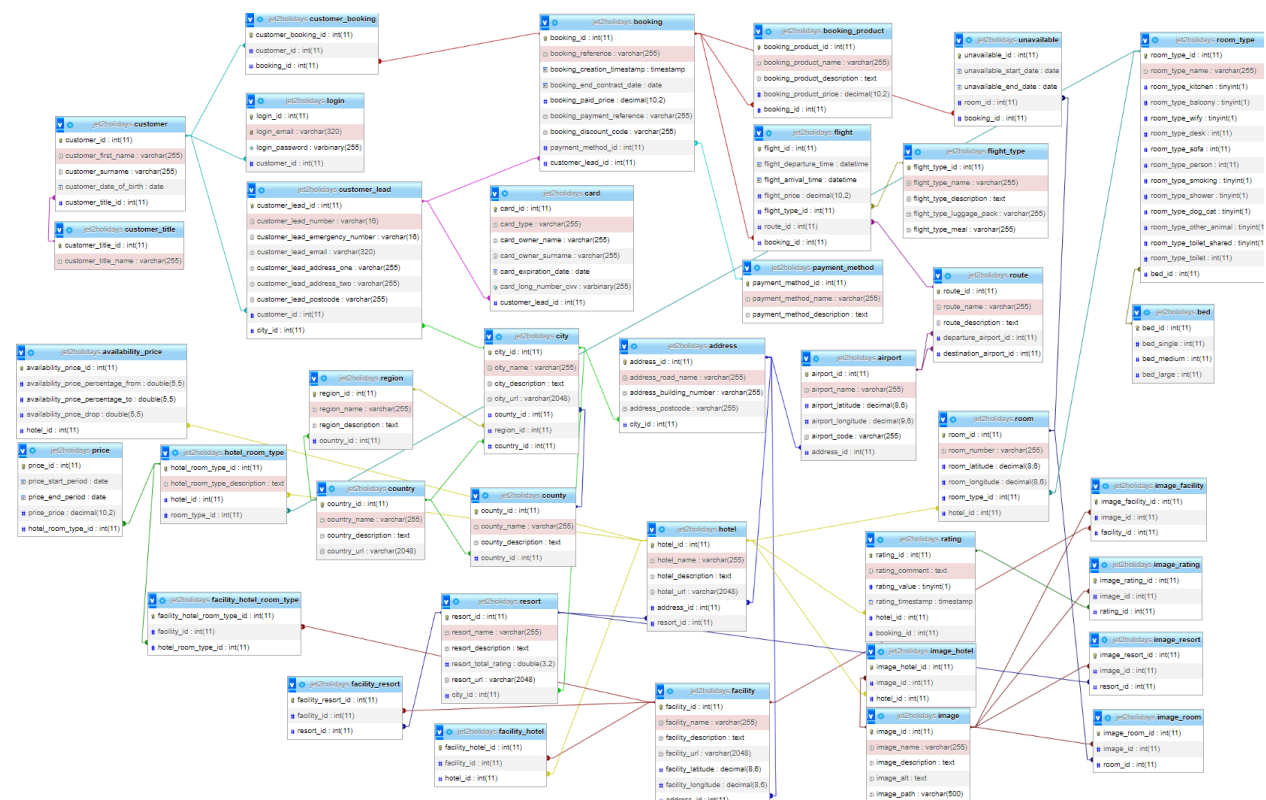 jet2holidays customer_booking
customer_booking_id : int(11)
customer_id : int(11)
booking_id : int(11)
jet2holidays booking
booking_id : int(11)
booking_reference : varchar(255)
booking_creation_timestamp : timestamp
booking_end_contract_date : date
booking_paid_price : decimal(10,2)
booking_payment_reference : varchar(255)
booking_discount_code : varchar(255)
payment_method_id : int(11)
customer_lead_id : int(11)
jet2holidays booking_product
booking_product_id : int(11)
booking_product_name : varchar(255)
booking_product_description : text
booking_product_price : decimal(10,2)
booking_id : int(11)
jet2holidays unavailable
unavailable_id : int(11)
unavailable_start_date : date
unavailable_end_date : date
room_id : int(11)
booking_id : int(11)
jet2holidays room_type
room_type_id : int(11)
room_type_name : varchar(255)
room_type_kitchen : tinyint(1)
room_type_balcony : tinyint(1)
room_type_wify : tinyint(1)
room_type_desk : tinyint(1)
room_type_sofa : tinyint(1)
room_type_person : tinyint(1)
room_type_smoking : tinyint(1)
room_type_shower : tinyint(1)
room_type_dog_cat : tinyint(1)
room_type_other_animal : tinyint(1
room_type_toilet_shared : tinyint(1
room_type_toilet : tinyint(1)
bed_id : int(11)
jet2holidays login
login_id : int(11)
login_email : varchar(320)
login_password : varbinary(256)
customer_id : int(11)
jet2holidays customer
customer_id : int(11)
customer_first_name : varchar(255)
customer_surname : varchar(255)
customer_date_of_birth : date
customer_title_id : int(11)
jet2holidays customer_title
customer_title_id : int(11)
customer_title_name : varchar(255)
jet2holidays customer_lead
customer_lead_id : int(11)
customer_lead_number : varchar(16)
customer_lead_emergency_number : varchar(16)
customer_lead_email : varchar(320)
customer_lead_address_one : varchar(255)
customer_lead_address_two : varchar(255)
customer_lead_postcode : varchar(255)
customer_id : int(11)
city_id : int(11)
jet2holidays card
card_id : int(11)
card_type : varchar(255)
card_owner_name : varchar(255)
card_owner_surname : varchar(255)
card_expiration_date : date
card_long_number_cvv : varbinary(255)
customer_lead_id : int(11)
jet2holidays flight
flight_id : int(11)
flight_departure_time : datetime
flight_arrival_time : datetime
flight_price : decimal(10,2)
flight_type_id : int(11)
route_id : int(11)
booking_id : int(11)
jet2holidays flight_type
flight_type_id : int(11)
flight_type_name : varchar(255)
flight_type_description : text
flight_type_luggage_pack : varchar(255)
flight_type_meal : varchar(255)
jet2holidays payment_method
payment_method_id : int(11)
payment_method_name : varchar(255)
payment_method_description : text
jet2holidays route
route_id : int(11)
route_name : varchar(255)
route_description : text
departure_airport_id : int(11)
destination_airport_id : int(11)
jet2holidays bed
bed_id : int(11)
bed_single : int(11)
bed_medium : int(11)
bed_large : int(11)
jet2holidays availability_price
availability_price_id : int(11)
availability_price_percentage_from : double(5,5)
availability_price_percentage_to : double(5,5)
availability_price_drop : double(5,5)
hotel_id : int(11)
jet2holidays region
region_id : int(11)
region_name : varchar(255)
region_description : text
country_id : int(11)
jet2holidays city
city_id : int(11)
city_name : varchar(255)
city_description : text
city_url : varchar(2048)
county_id : int(11)
region_id : int(11)
country_id : int(11)
jet2holidays address
address_id : int(11)
address_road_name : varchar(255)
address_building_number : varchar(255)
address_postcode : varchar(255)
city_id : int(11)
jet2holidays airport
airport_id : int(11)
airport_name : varchar(255)
airport_latitude : decimal(8,6)
airport_longitude : decimal(9,6)
airport_code : varchar(255)
address_id : int(11)
jet2holidays room
room_id : int(11)
room_number : varchar(255)
room_latitude : decimal(8,6)
room_longitude : decimal(8,6)
room_type_id : int(11)
hotel_id : int(11)
jet2holidays price
price_id : int(11)
price_start_period : date
price_end_period : date
price_price : decimal(10,2)
hotel_room_type_id : int(11)
jet2holidays hotel_room_type
hotel_room_type_id : int(11)
hotel_room_type_description : text
hotel_id : int(11)
room_type_id : int(11)
jet2holidays country
country_id : int(11)
country_name : varchar(255)
country_description : text
country_url : varchar(2048)
jet2holidays county
county_id : int(11)
county_name : varchar(255)
county_description : text
country_id : int(11)
jet2holidays hotel
hotel_id : int(11)
hotel_name : varchar(255)
hotel_description : text
hotel_url : varchar(2048)
address_id : int(11)
resort_id : int(11)
jet2holidays rating
rating_id : int(11)
rating_comment : text
rating_value : tinyint(1)
rating_timestamp : timestamp
hotel_id : int(11)
booking_id : int(11)
jet2holidays image_facility
image_facility_id : int(11)
image_id : int(11)
facility_id : int(11)
jet2holidays image_rating
image_rating_id : int(11)
image_id : int(11)
rating_id : int(11)
jet2holidays facility_hotel_room_type
facility_hotel_room_type_id : int(11)
facility_id : int(11)
hotel_room_type_id : int(11)
jet2holidays resort
resort_id : int(11)
resort_name : varchar(255)
resort_description : text
resort_total_rating : double(3,2)
resort_url : varchar(2048)
city_id : int(11)
jet2holidays image_resort
image_resort_id : int(11)
image_id : int(11)
resort_id : int(11)
jet2holidays image_hotel
image_hotel_id : int(11)
image_id : int(11)
hotel_id : int(11)
jet2holidays facility_resort
facility_resort_id : int(11)
facility_id : int(11)
resort_id : int(11)
jet2holidays facility_hotel
facility_hotel_id : int(11)
facility_id : int(11)
hotel_id : int(11)
jet2holidays facility
facility_id : int(11)
facility_name : varchar(255)
facility_description : text
facility_url : varchar(2048)
facility_latitude : decimal(8,6)
facility_longitude : decimal(8,6)
address_id : int(11)
jet2holidays image
image_id : int(11)
image_name : varchar(255)
image_description : text
image_alt : text
image_path : varchar(500)
jet2holidays image_room
image_room_id : int(11)
image_id : int(11)
room_id : int(11)